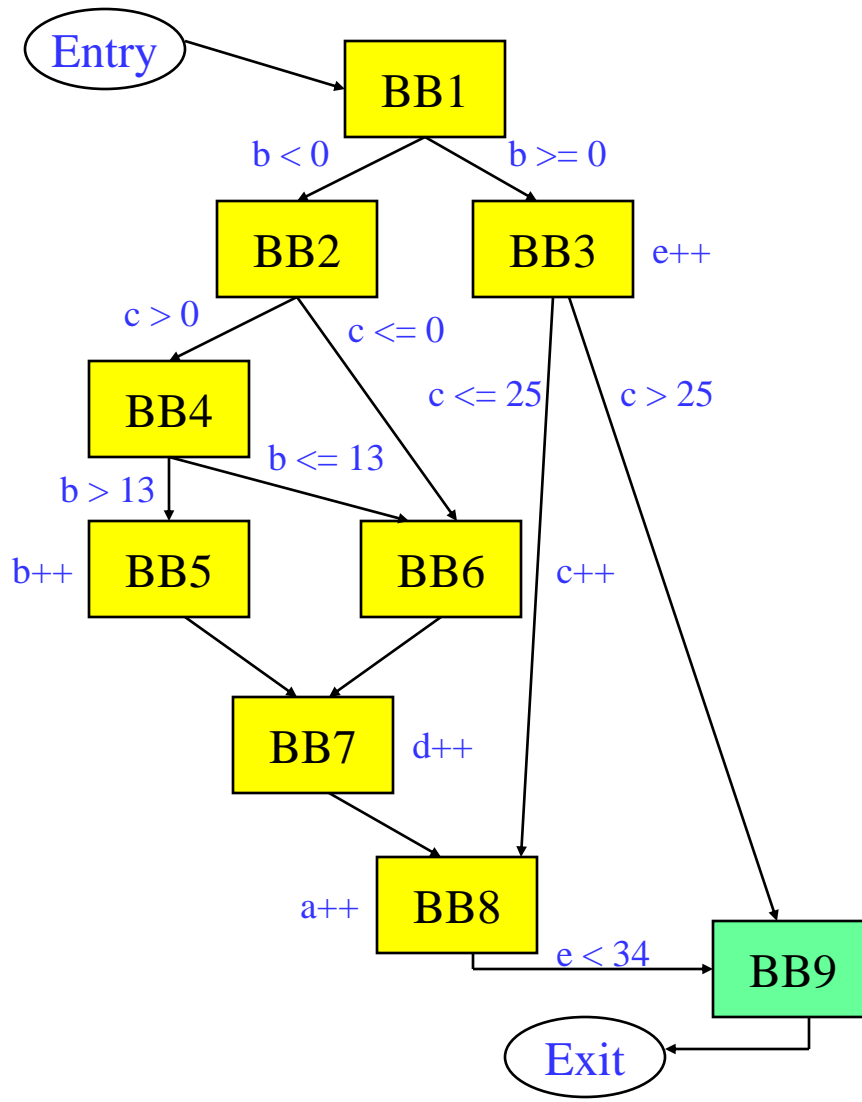 Entry
BB1
b < 0
b >= 0
BB2
BB3
e++
c > 0
c <= 0
c <= 25
c > 25
BB4
b <= 13
b > 13
b++
BB5
BB6
c++
BB7
d++
a++
BB8
e < 34
BB9
Exit